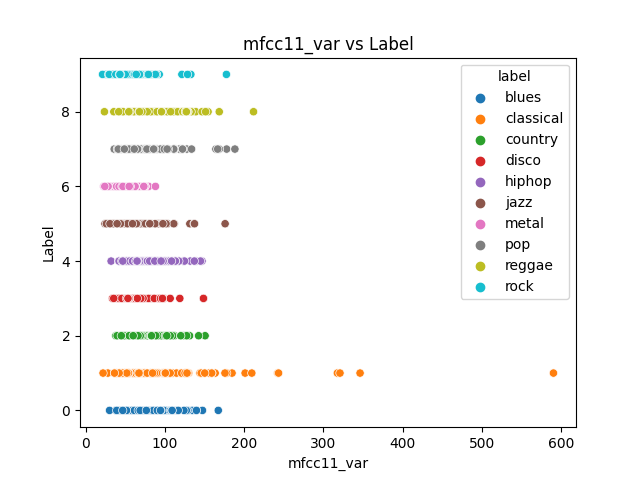 mfcc11_var vs Label
label
blues
classical
country
disco
hiphop
jazz
metal
pop
reggae
rock
8
6
4
2
0
Label
0 100 200 300 400 500 600
mfcc11_var